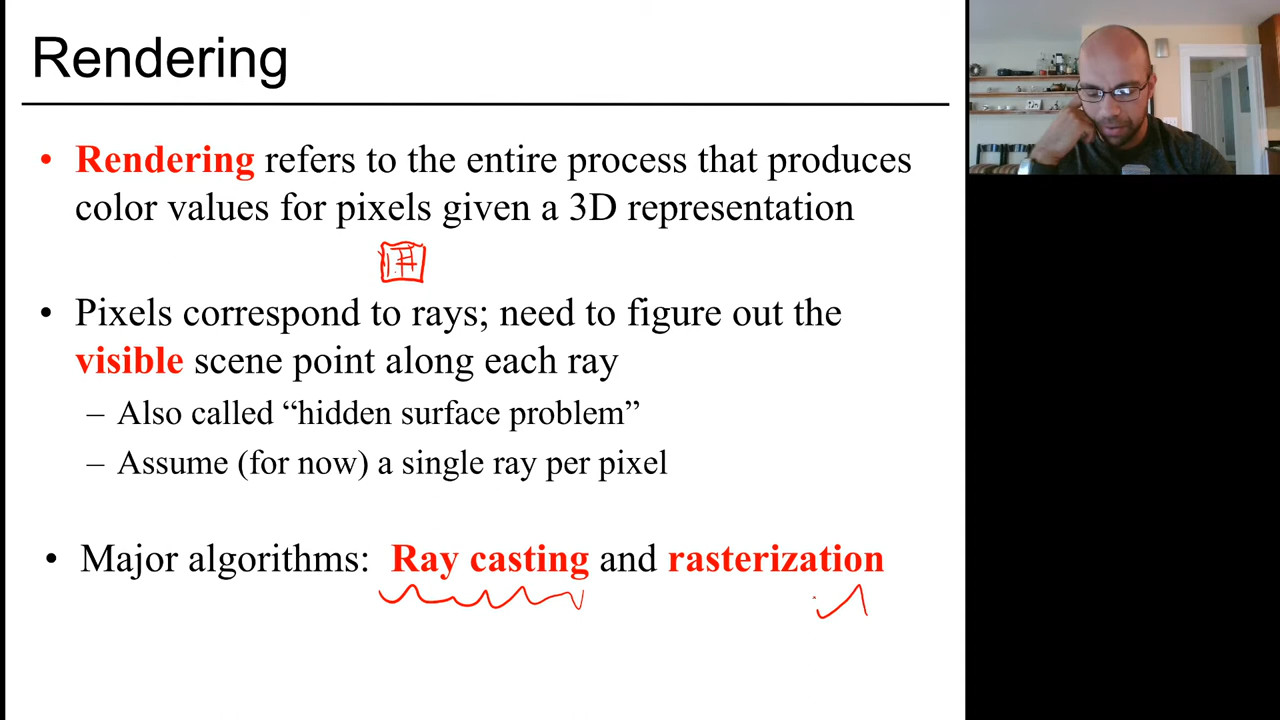 Rendering
• Rendering refers to the entire process that produces
color values for pixels given a 3D representation
• Pixels correspond to rays; need to figure out the
visible scene point along each ray
– Also called “hidden surface problem”
– Assume (for now) a single ray per pixel
• Major algorithms: Ray casting and rasterization